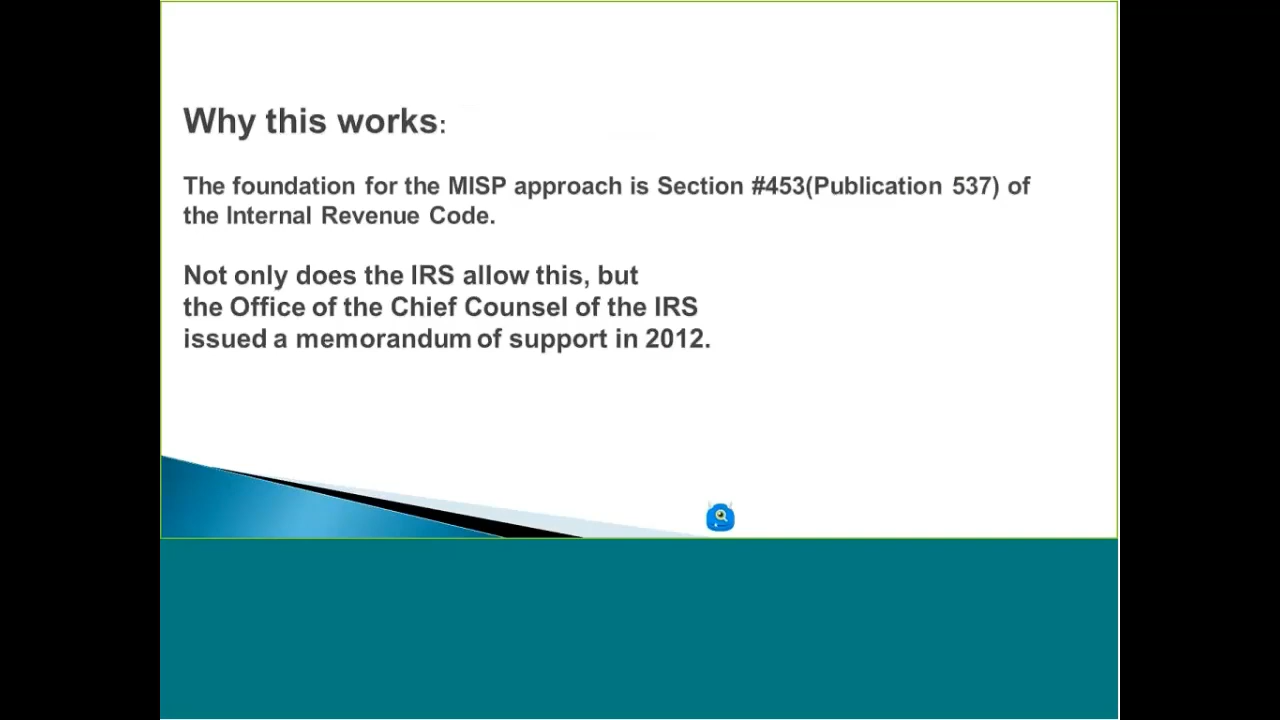 Why this works:
The foundation for the MISP approach is Section #453(Publication 537) of
the Internal Revenue Code.
Not only does the IRS allow this, but
the Office of the Chief Counsel of the IRS
issued a memorandum of support in 2012.